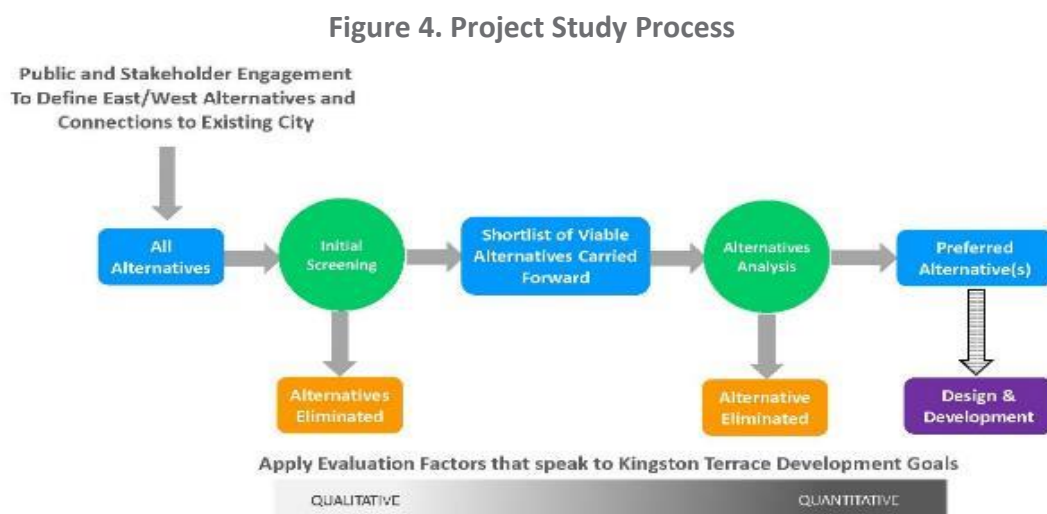 Figure 4. Project Study Process
Public and Stakeholder Engagement
To Define East/West Alternatives and
Connections to Existing City
All
Alternatives
Initial
Screening
Shortlist of Viable
Alternatives Carried
Forward
Alternatives
Analysis
Preferred
Alternative(s)
Alternatives
Eliminated
Alternative
Eliminated
Design &
Development
Apply Evaluation Factors that speak to Kingston Terrace Development Goals
QUALITATIVE
QUANTITATIVE